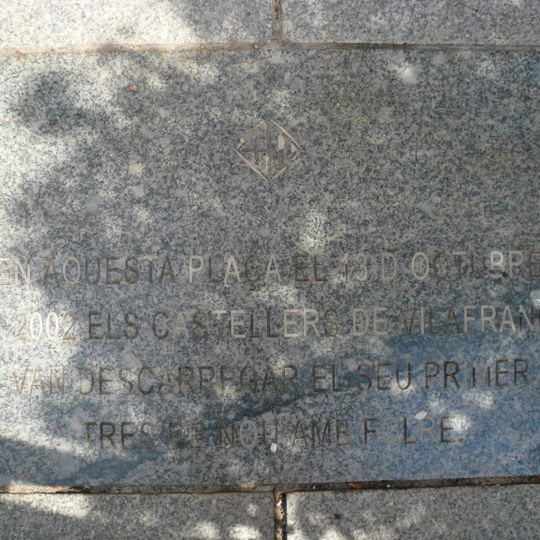 EN AQUESTA PLAÇA EL 13 D'OCTUBRE
2002 ELS CASTELLERS DE VILAFRAN
VAN DESCARREGAR EL SEU PRIMER
TRES DE NOU AMB FOLRE